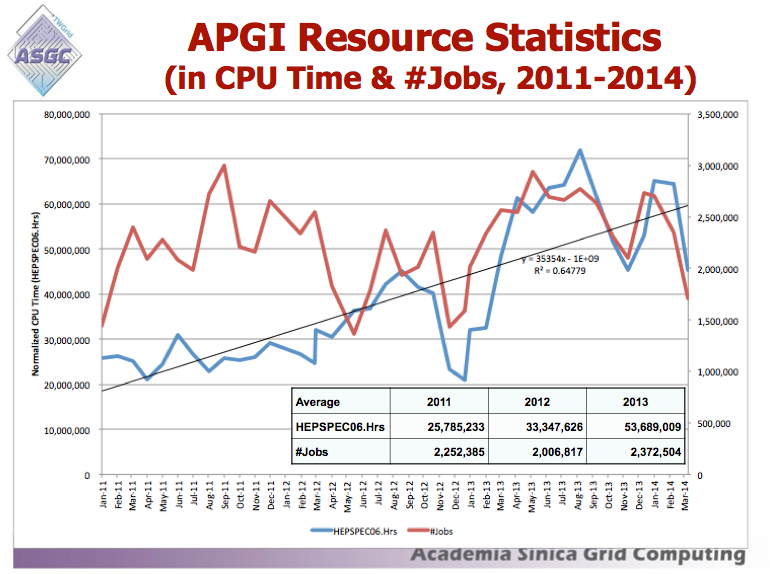 TWGrid
ASGC
APGI Resource Statistics
(in CPU Time & #Jobs, 2011-2014)
80,000,000
70,000,000
60,000,000
50,000,000
40,000,000
30,000,000
20,000,000
10,000,000
0
Normalized CPU Time (HEPSPEC06.Hrs)
3,500,000
3,000,000
2,500,000
2,000,000
1,500,000
1,000,000
500,000
0
y = 35354x - 1E+09
R² = 0.64779
Average 2011 2012 2013
HEPSPEC06.Hrs 25,785,233 33,347,626 53,689,009
#Jobs 2,252,385 2,006,817 2,372,504
Jan-11 Feb-11 Mar-11 Apr-11 May-11 Jun-11 Jul-11 Aug-11 Sep-11 Oct-11 Nov-11 Dec-11 Jan-12 Feb-12 Mar-12 Apr-12 May-12 Jun-12 Jul-12 Aug-12 Sep-12 Oct-12 Nov-12 Dec-12 Jan-13 Feb-13 Mar-13 Apr-13 May-13 Jun-13 Jul-13 Aug-13 Sep-13 Oct-13 Nov-13 Dec-13 Jan-14 Feb-14 Mar-14
HEPSPEC06.Hrs #Jobs
Academia Sinica Grid Computing